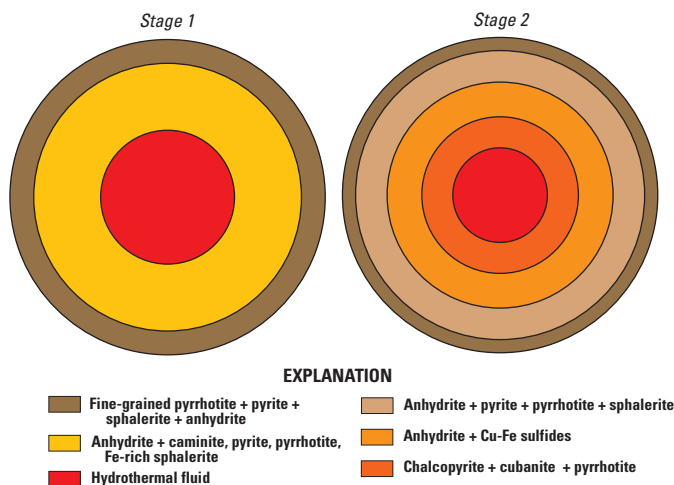 Stage 1
Stage 2
EXPLANATION
Fine-grained pyrrhotite + pyrite +
sphalerite + anhydrite
Anhydrite + caminite, pyrite, pyrrhotite,
Fe-rich sphalerite
Hydrothermal fluid
Anhydrite + pyrite + pyrrhotite + sphalerite
Anhydrite + Cu-Fe sulfides
Chalcopyrite + cubanite + pyrrhotite